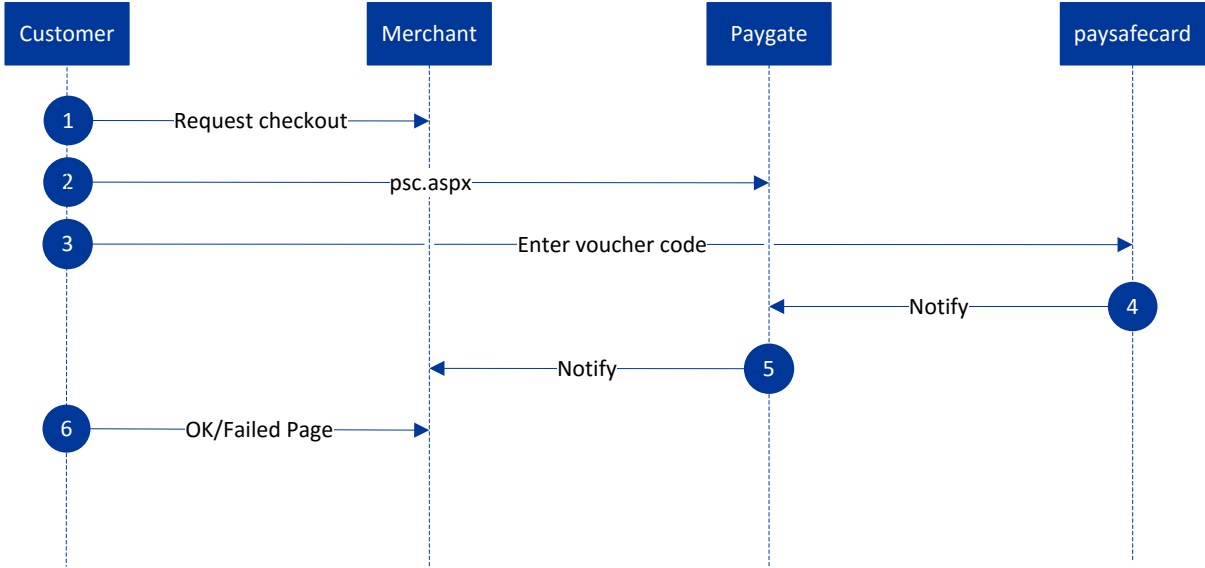 Customer
Merchant
Paygate
paysafecard
1
Request checkout
2
psc.aspx
3
Enter voucher code
Notify
4
Notify
5
6
OK/Failed Page